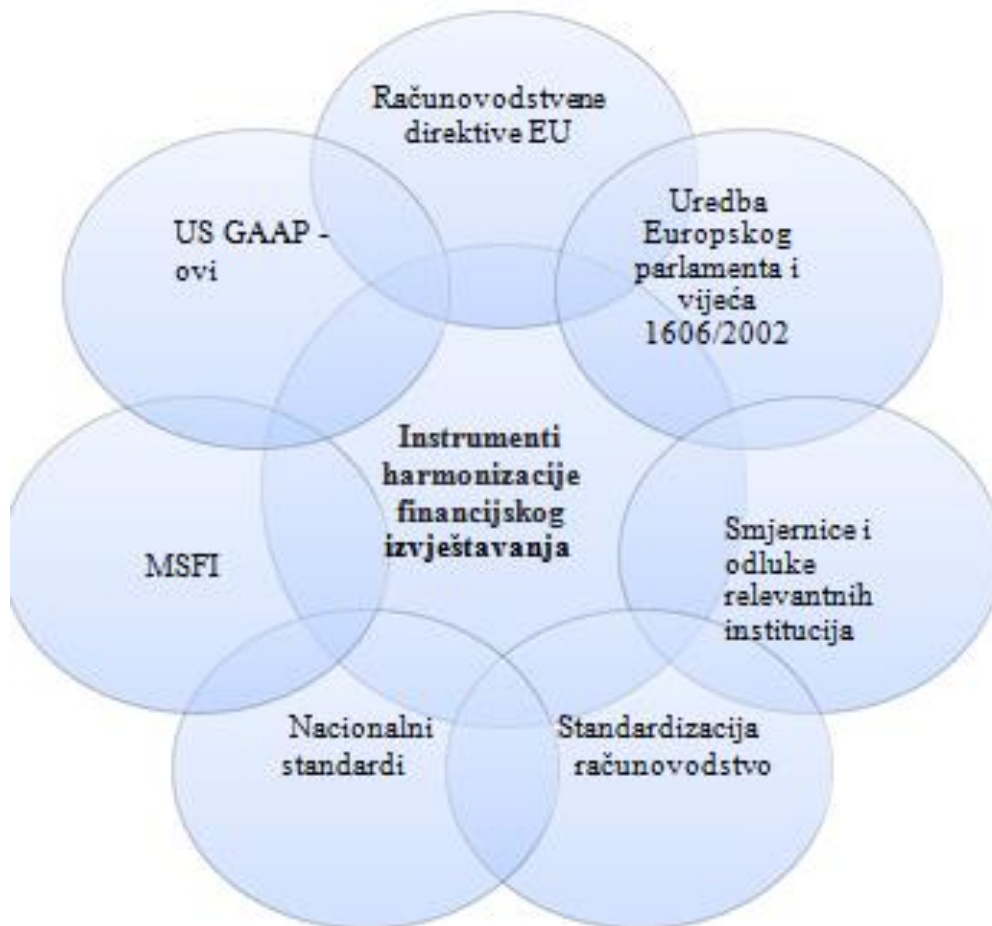 Računovodstvene
direktive EU
US GAAP -
ovi
Uredba
Europskog
parlamenta i
vijeća
1606/2002
Instrumenti
harmonizacije
financijskog
izvještavanja
MSFI
Smjernice i
odluke
relevantnih
institucija
Nacionalni
standardi
Standardizacija
računovodstvo